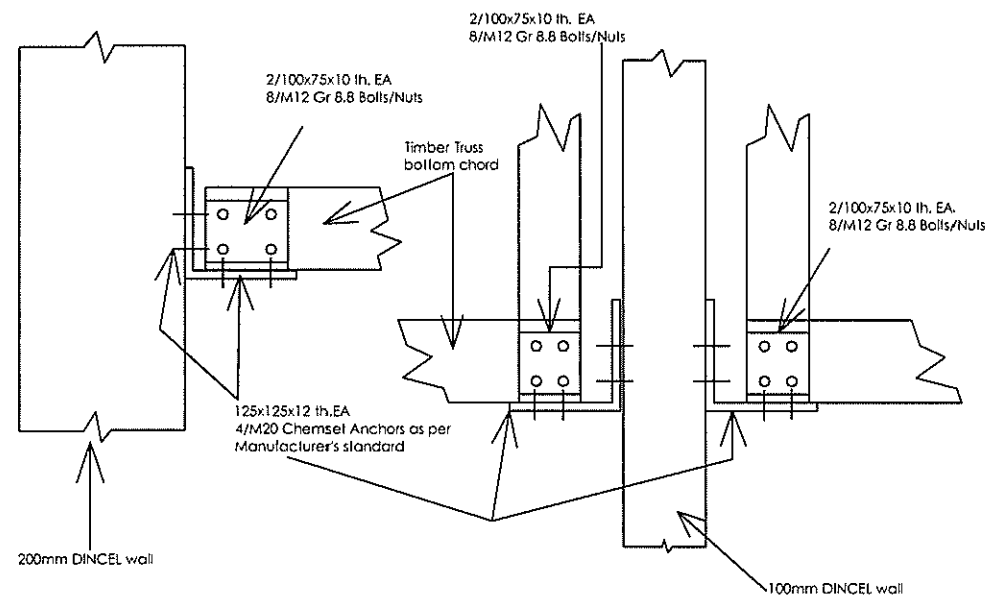 2/100x75x10 th. EA
8/M12 Gr 8.8 Bolts/Nuts
2/100x75x10 th. EA
8/M12 Gr 8.8 Bolts/Nuts
Timber Truss
bottom chord
2/100x75x10 th. EA.
8/M12 Gr 8.8 Bolts/Nuts
125x125x12 th.EA
4/M20 Chemset Anchors as per
Manufacturer's standard
200mm DINCEL wall
100mm DINCEL wall